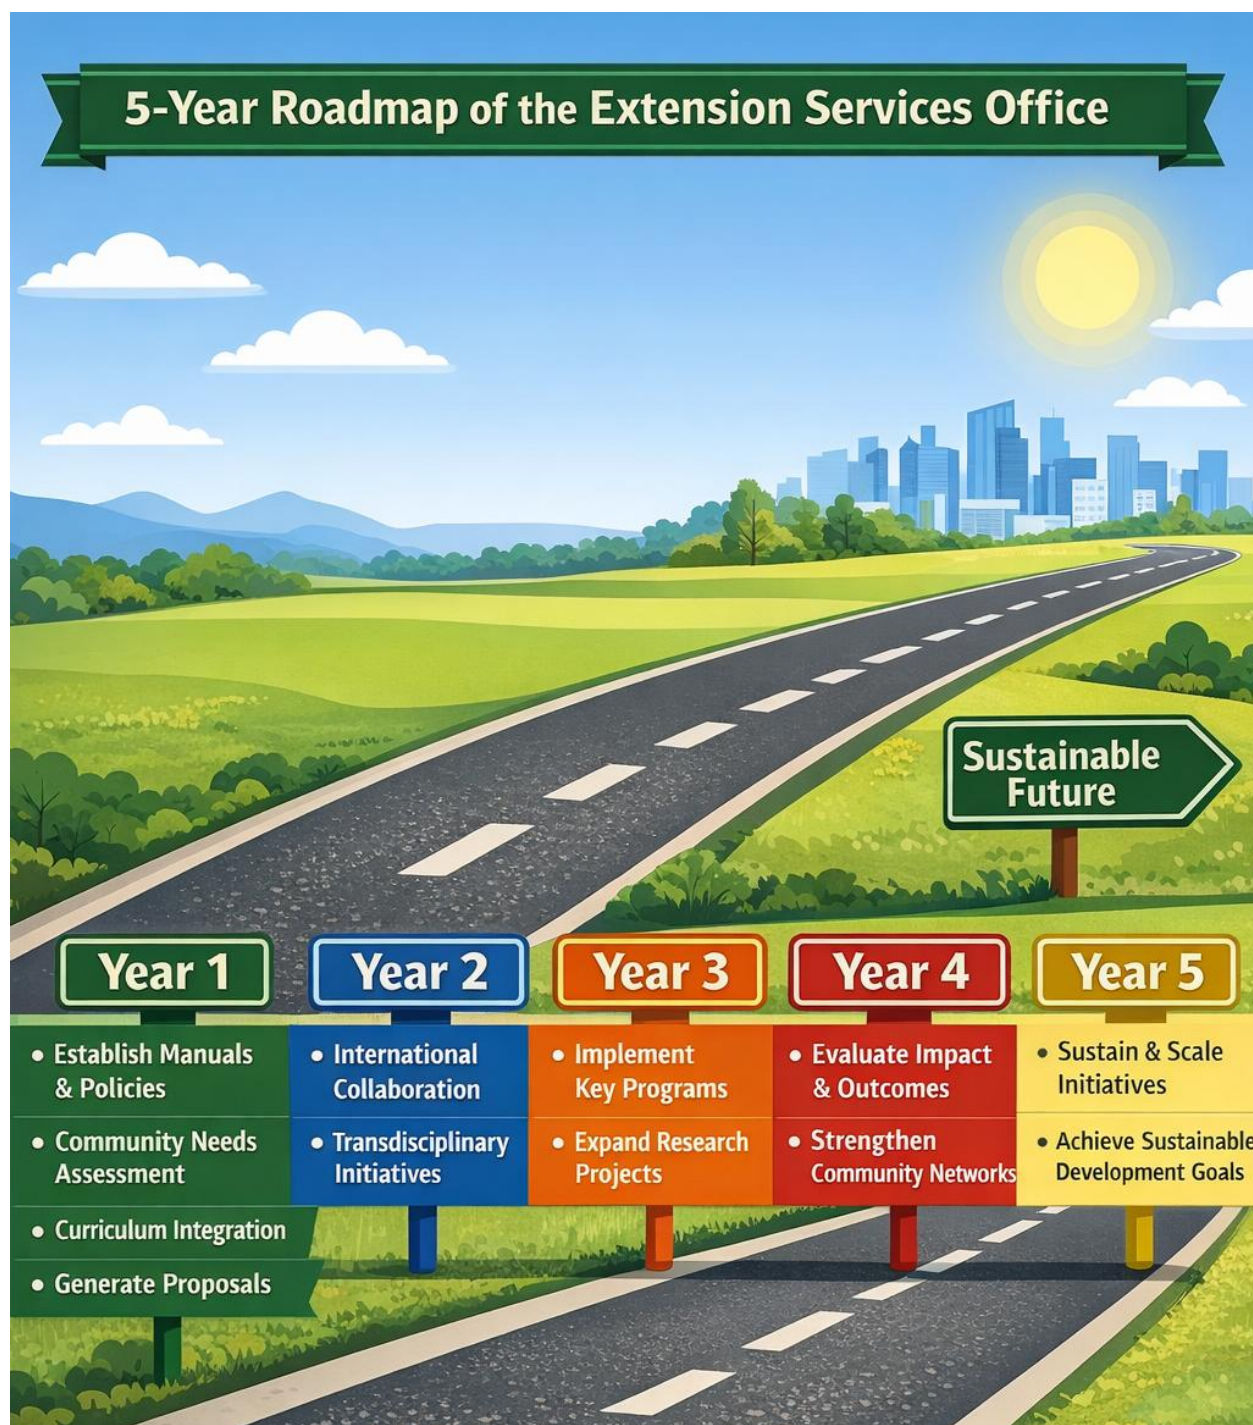 5-Year Roadmap of the Extension Services Office
Sustainable
Future
Year 1
• Establish Manuals
& Policies
• Community Needs
Assessment
• Curriculum Integration
• Generate Proposals
Year 2
• International
Collaboration
• Transdisciplinary
Initiatives
Year 3
• Implement
Key Programs
• Expand Research
Projects
Year 4
• Evaluate Impact
& Outcomes
• Strengthen
Community Networks
Year 5
• Sustain & Scale
Initiatives
• Achieve Sustainable
Development Goals